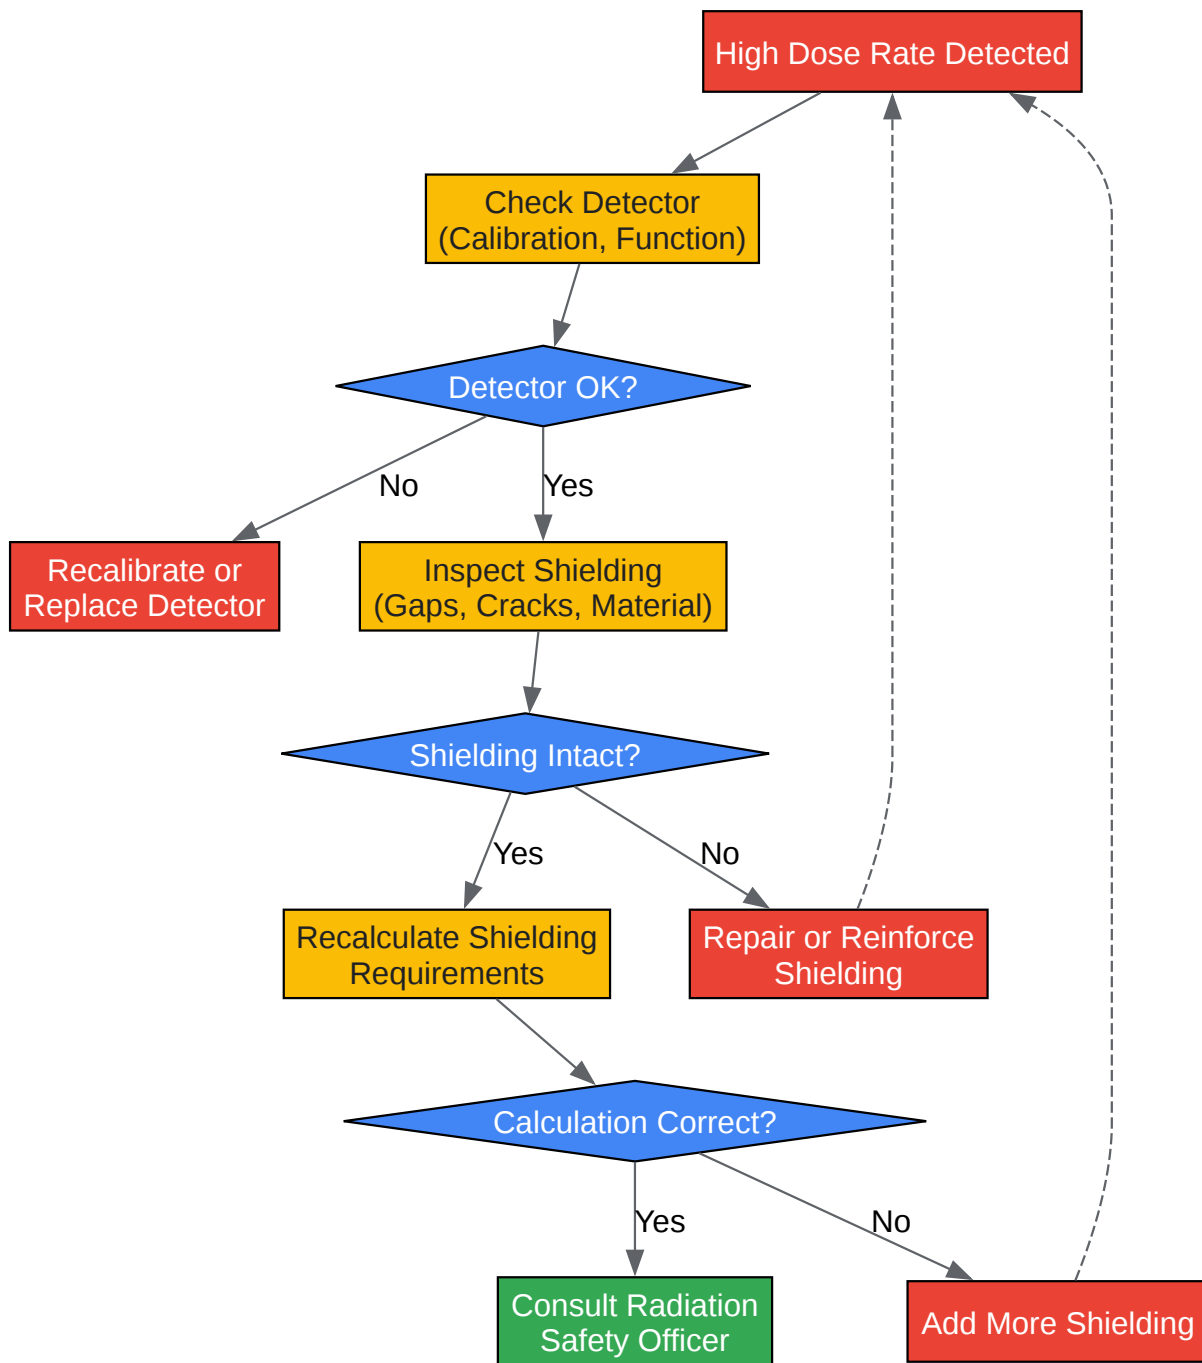 High Dose Rate Detected
Check Detector
(Calibration, Function)
Detector OK?
No
Yes
Recalibrate or
Replace Detector
Inspect Shielding
(Gaps, Cracks, Material)
Shielding Intact?
Yes
No
Recalculate Shielding
Requirements
Repair or Reinforce
Shielding
Calculation Correct?
Yes
No
Consult Radiation
Safety Officer
Add More Shielding